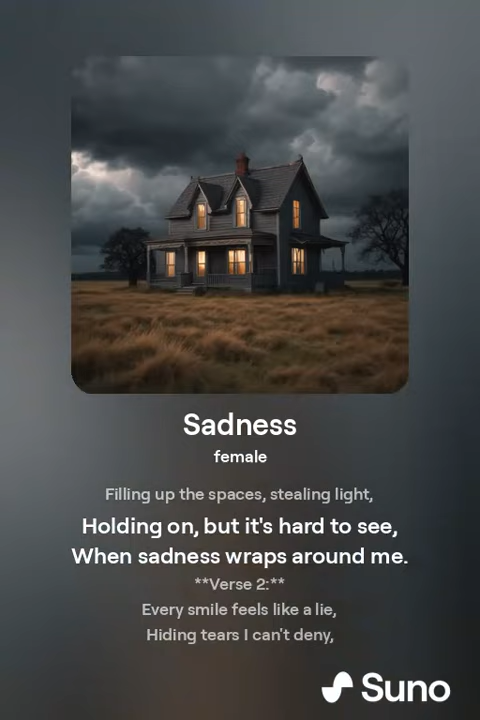 Sadness
female
Filling up the spaces, stealing light,
Holding on, but it's hard to see,
When sadness wraps around me.
**Verse 2:**
Every smile feels like a lie,
Hiding tears I can't deny,
Suno